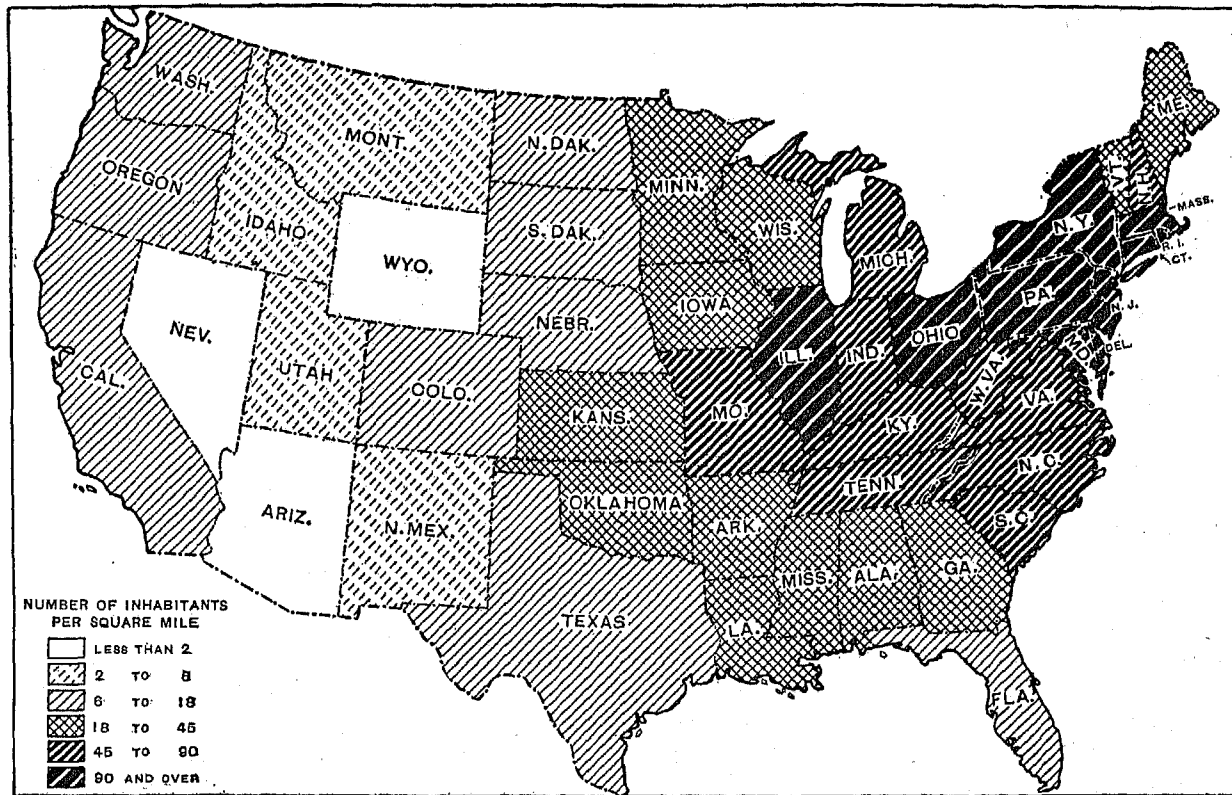 WASH.
MONT.
N. DAK.
MINN.
ME.
OREGON
IDAHO
S. DAK.
WIS.
VT.
N.H.
MASS.
WYO.
MICH.
N. Y.
R. I.
CT.
NEV.
NEBR.
IOWA
PA.
N. J.
CAL.
UTAH
COLO.
ILL.
IND.
OHIO
MD.
DEL.
KANS.
MO.
KY.
W. VA.
VA.
ARIZ.
N. MEX.
OKLAHOMA
ARK.
TENN.
N. C.
S. C.
MISS.
ALA.
GA.
TEXAS
LA.
FLA.
NUMBER OF INHABITANTS
PER SQUARE MILE
LESS THAN 2
2 TO
6 TO 18
18 TO 45
45 TO 90
90 AND OVER